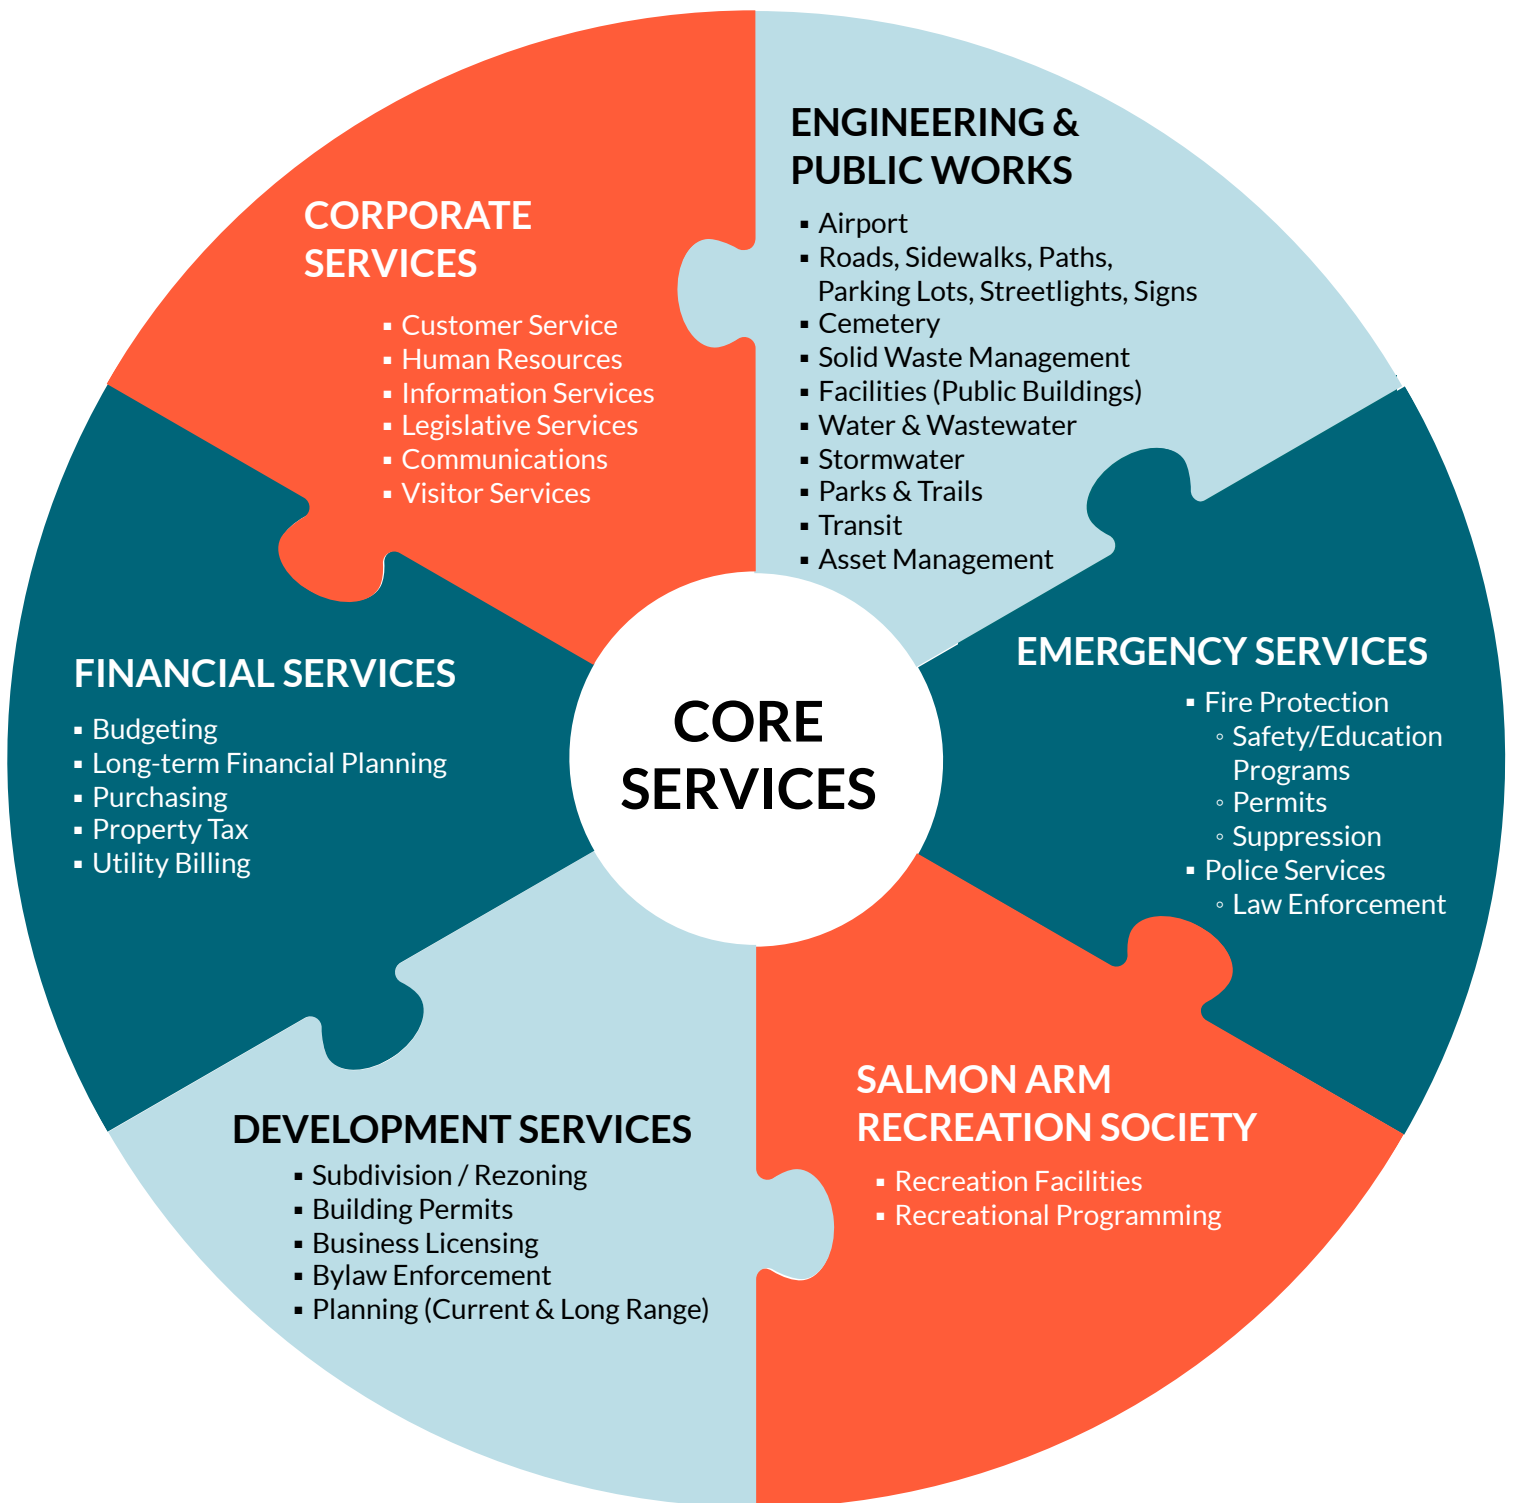 CORE
SERVICES
ENGINEERING &
PUBLIC WORKS
▪ Airport
▪ Roads, Sidewalks, Paths,
Parking Lots, Streetlights, Signs
▪ Cemetery
▪ Solid Waste Management
▪ Facilities (Public Buildings)
▪ Water & Wastewater
▪ Stormwater
▪ Parks & Trails
▪ Transit
▪ Asset Management
EMERGENCY SERVICES
▪ Fire Protection
◦ Safety/Education
Programs
◦ Permits
◦ Suppression
▪ Police Services
◦ Law Enforcement
SALMON ARM
RECREATION SOCIETY
▪ Recreation Facilities
▪ Recreational Programming
DEVELOPMENT SERVICES
▪ Subdivision / Rezoning
▪ Building Permits
▪ Business Licensing
▪ Bylaw Enforcement
▪ Planning (Current & Long Range)
FINANCIAL SERVICES
▪ Budgeting
▪ Long-term Financial Planning
▪ Purchasing
▪ Property Tax
▪ Utility Billing
CORPORATE
SERVICES
▪ Customer Service
▪ Human Resources
▪ Information Services
▪ Legislative Services
▪ Communications
▪ Visitor Services